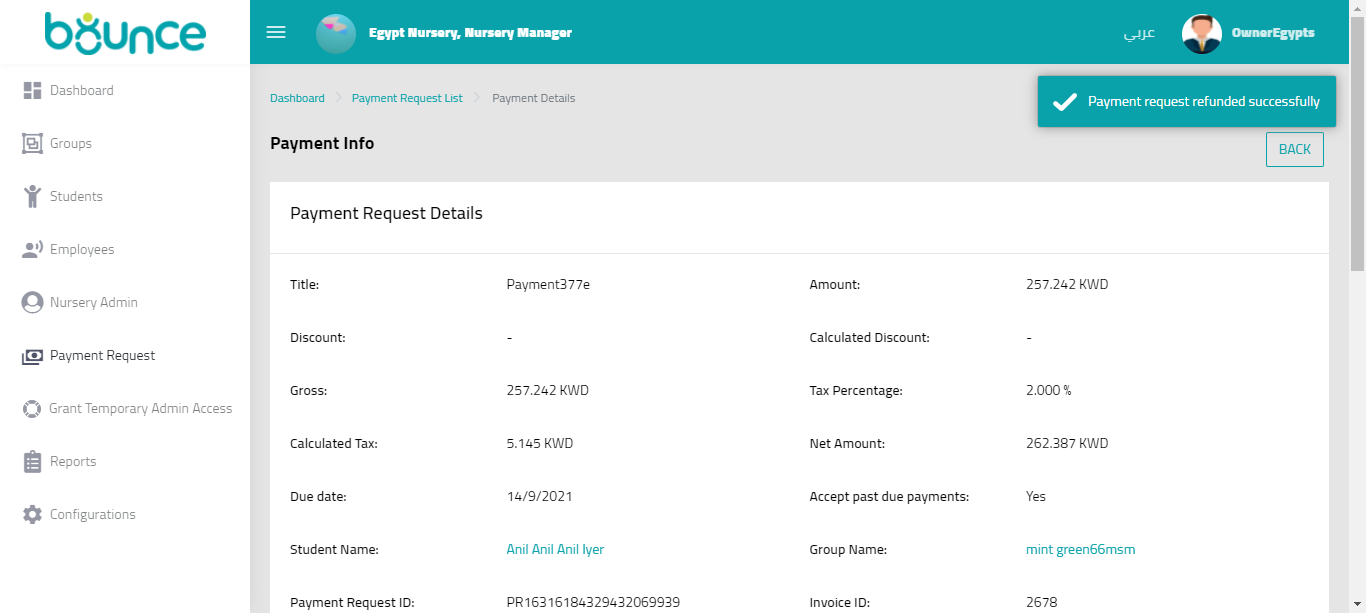 bounce
Egypt Nursery, Nursery Manager
عربي
OwnerEgypts
Dashboard
Groups
Students
Employees
Nursery Admin
Payment Request
Grant Temporary Admin Access
Reports
Configurations
Dashboard Payment Request List Payment Details
Payment request refunded successfully
Payment Info
BACK
Payment Request Details
Title: Payment377e Amount: 257.242 KWD
Discount: - Calculated Discount: -
Gross: 257.242 KWD Tax Percentage: 2.000 %
Calculated Tax: 5.145 KWD Net Amount: 262.387 KWD
Due date: 14/9/2021 Accept past due payments: Yes
Student Name: Anil Anil Anil Iyer Group Name: mint green66msm
Payment Request ID: PR16316184329432069939 Invoice ID: 2678